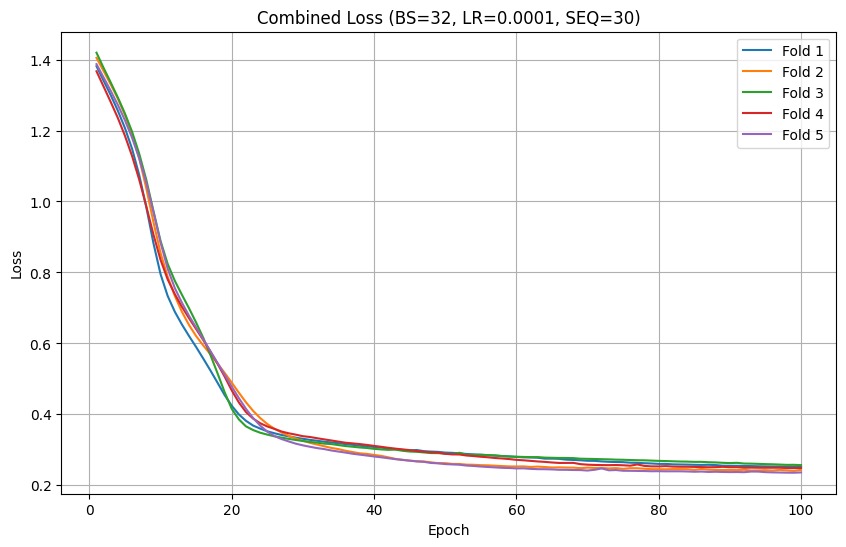 Combined Loss (BS=32, LR=0.0001, SEQ=30)
Fold 1
Fold 2
Fold 3
Fold 4
Fold 5
1.4
1.2
1.0
0.8
0.6
0.4
0.2
Loss
0 20 40 60 80 100
Epoch